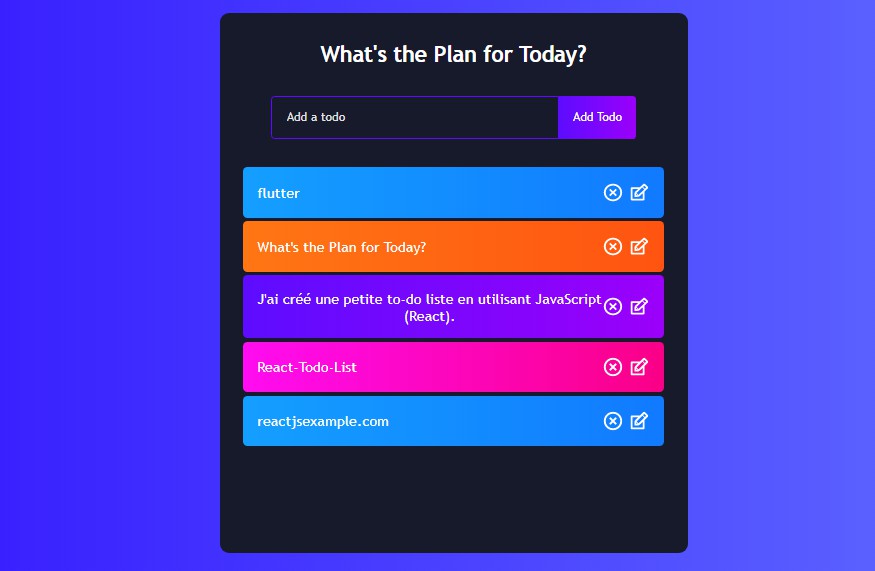 What's the Plan for Today?
Add a todo
Add Todo
flutter
What's the Plan for Today?
J'ai créé une petite to-do liste en utilisant JavaScript
(React).
React-Todo-List
reactjsexample.com